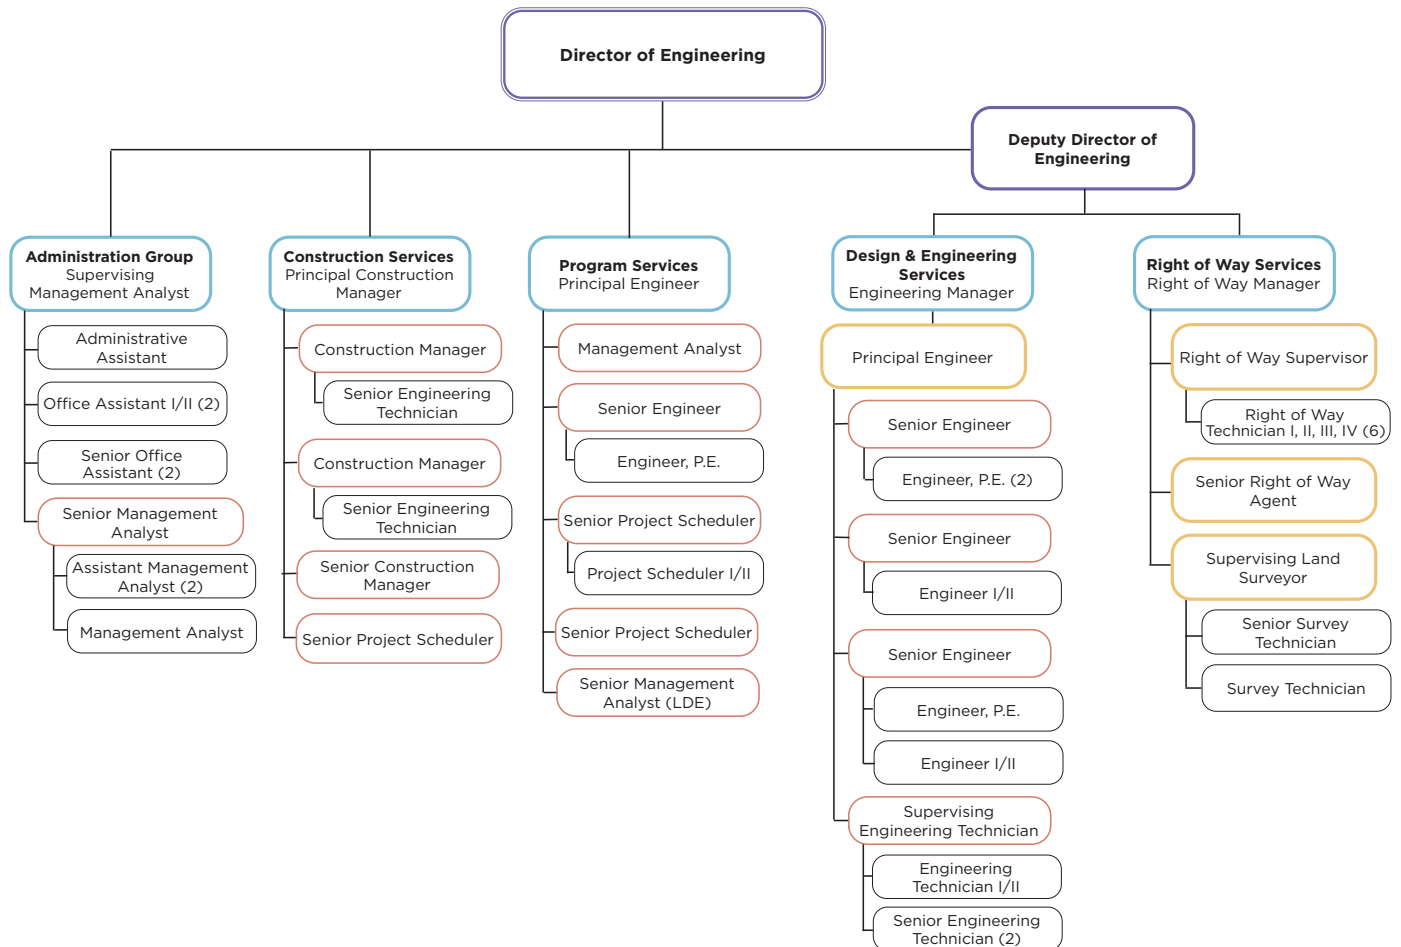 Director of Engineering
Deputy Director of
Engineering
Administration Group
Supervising
Management Analyst
Administrative
Assistant
Office Assistant I/II (2)
Senior Office
Assistant (2)
Senior Management
Analyst
Assistant Management
Analyst (2)
Management Analyst
Construction Services
Principal Construction
Manager
Construction Manager
Senior Engineering
Technician
Construction Manager
Senior Engineering
Technician
Senior Construction
Manager
Senior Project Scheduler
Program Services
Principal Engineer
Management Analyst
Senior Engineer
Engineer, P.E.
Senior Project Scheduler
Project Scheduler I/II
Senior Project Scheduler
Senior Management
Analyst (LDE)
Design & Engineering
Services
Engineering Manager
Principal Engineer
Senior Engineer
Engineer, P.E. (2)
Senior Engineer
Engineer I/II
Senior Engineer
Engineer, P.E.
Engineer I/II
Supervising
Engineering Technician
Engineering
Technician I/II
Senior Engineering
Technician (2)
Right of Way Services
Right of Way Manager
Right of Way Supervisor
Right of Way
Technician I, II, III, IV (6)
Senior Right of Way
Agent
Supervising Land
Surveyor
Senior Survey
Technician
Survey Technician